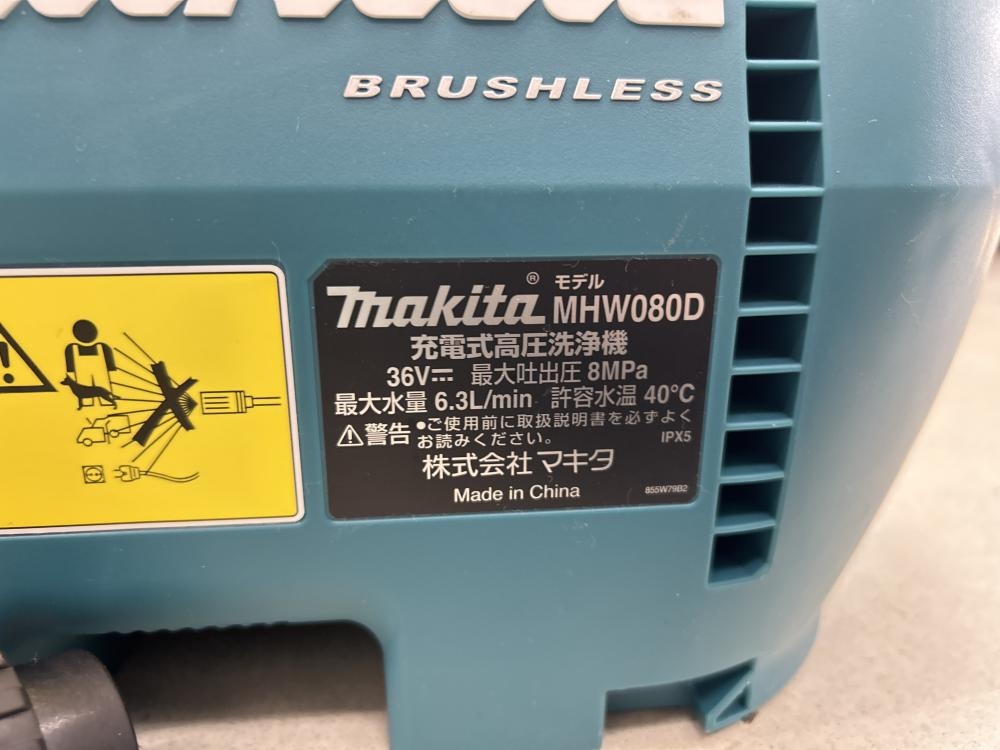 BRUSHLESS
makita® モデル MHW080D
充電式高圧洗浄機
36V⎓ 最大吐出圧 8MPa
最大水量 6.3L/min 許容水温 40°C
⚠警告 ●ご使用前に取扱説明書を必ずよく
お読みください。 IPX5
株式会社 マキタ
Made in China 855W79B2